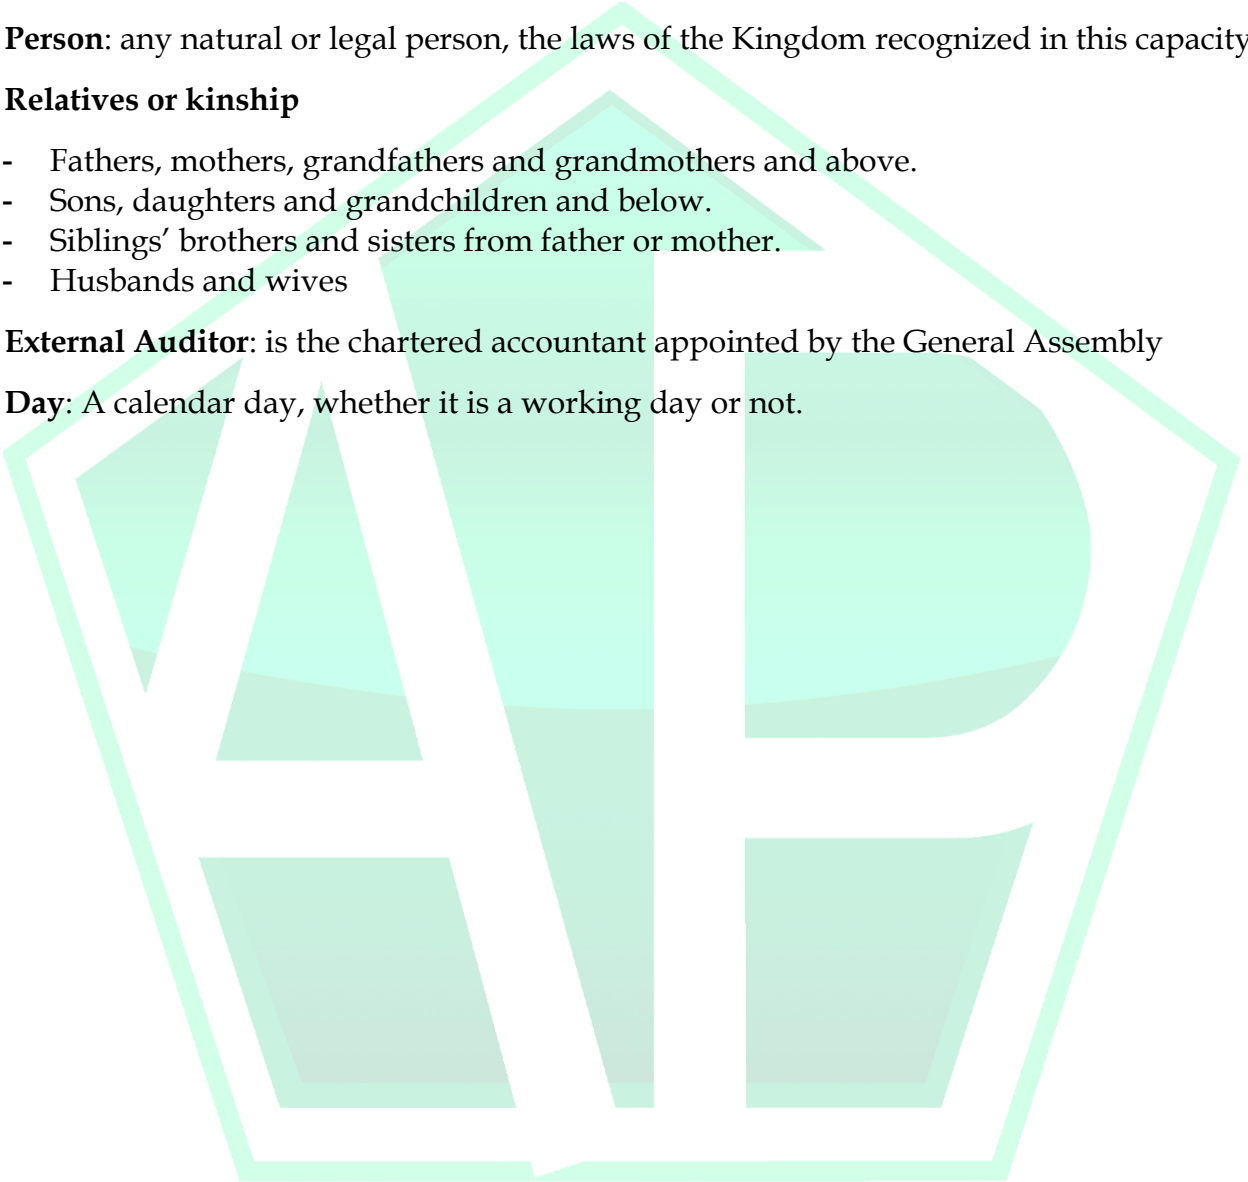 Person: any natural or legal person, the laws of the Kingdom recognized in this capacity
Relatives or kinship
- Fathers, mothers, grandfathers and grandmothers and above.
- Sons, daughters and grandchildren and below.
- Siblings’ brothers and sisters from father or mother.
- Husbands and wives
External Auditor: is the chartered accountant appointed by the General Assembly
Day: A calendar day, whether it is a working day or not.